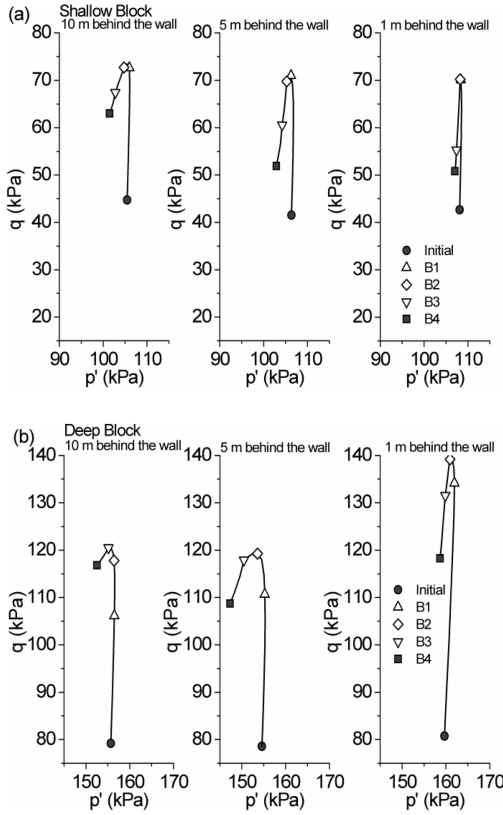 (a) Shallow Block
10 m behind the wall 5 m behind the wall 1 m behind the wall
80 80 80
70 70 70
60 60 60
50 50 50
40 40 40
30 30 30
20 20 20
q (kPa) q (kPa) q (kPa)
Initial
B1
B2
B3
B4
90 100 110 90 100 110 90 100 110
p' (kPa) p' (kPa) p' (kPa)
(b) Deep Block
10 m behind the wall 5 m behind the wall 1 m behind the wall
140 140 140
130 130 130
120 120 120
110 110 110
100 100 100
90 90 90
80 80 80
q (kPa) q (kPa) q (kPa)
Initial
B1
B2
B3
B4
150 160 170 150 160 170 150 160 170
p' (kPa) p' (kPa) p' (kPa)